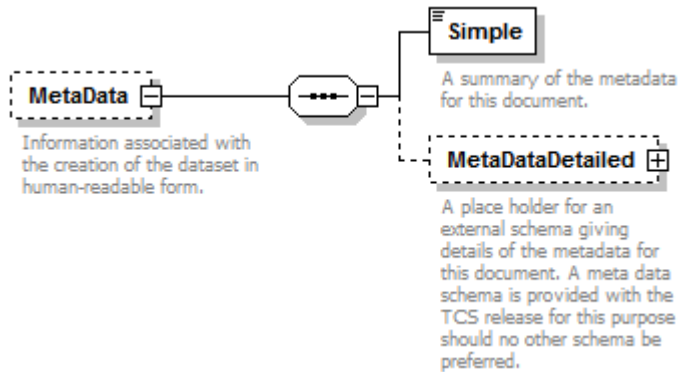 Simple
A summary of the metadata
for this document.
MetaData
Information associated with
the creation of the dataset in
human-readable form.
MetaDataDetailed
A place holder for an
external schema giving
details of the metadata for
this document. A meta data
schema is provided with the
TCS release for this purpose
should no other schema be
preferred.